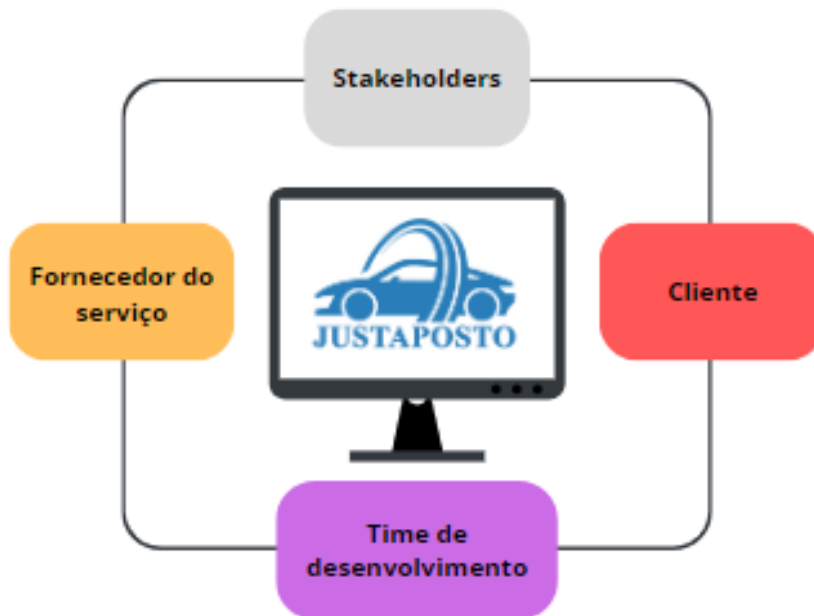 Stakeholders
Fornecedor do
serviço
JUSTAPOSTO
Cliente
Time de
desenvolvimento